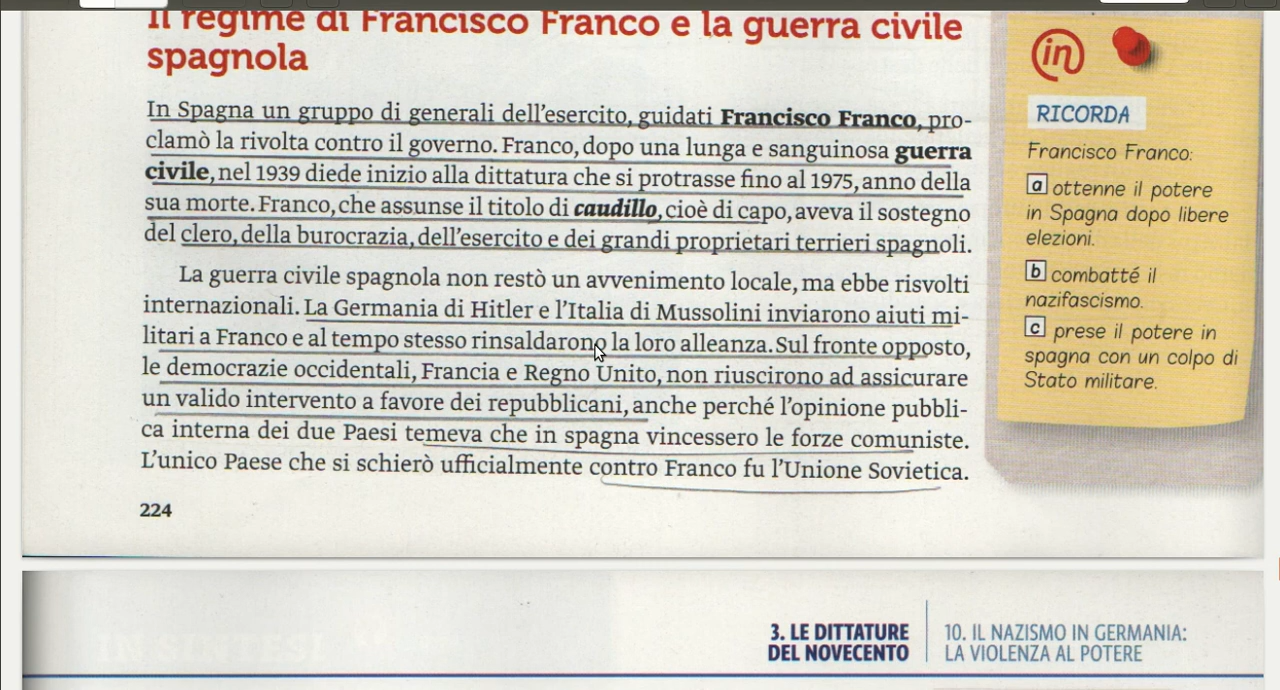 Il regime di Francisco Franco e la guerra civile
spagnola
In Spagna un gruppo di generali dell'esercito, guidati Francisco Franco, pro-
clamò la rivolta contro il governo. Franco, dopo una lunga e sanguinosa guerra
civile, nel 1939 diede inizio alla dittatura che si protrasse fino al 1975, anno della
sua morte. Franco, che assunse il titolo di caudillo, cioè di capo, aveva il sostegno
del clero, della burocrazia, dell'esercito e dei grandi proprietari terrieri spagnoli.
La guerra civile spagnola non restò un avvenimento locale, ma ebbe risvolti
internazionali. La Germania di Hitler e l'Italia di Mussolini inviarono aiuti mi-
litari a Franco e al tempo stesso rinsaldarono la loro alleanza. Sul fronte opposto,
le democrazie occidentali, Francia e Regno Unito, non riuscirono ad assicurare
un valido intervento a favore dei repubblicani, anche perché l'opinione pubbli-
ca interna dei due Paesi temeva che in spagna vincessero le forze comuniste.
L'unico Paese che si schierò ufficialmente contro Franco fu l'Unione Sovietica.
224
in
RICORDA
Francisco Franco:
a ottenne il potere
in Spagna dopo libere
elezioni.
b combatté il
nazifascismo.
c prese il potere in
spagna con un colpo di
Stato militare.
IN SINTESI
3. LE DITTATURE
DEL NOVECENTO
10. IL NAZISMO IN GERMANIA:
LA VIOLENZA AL POTERE